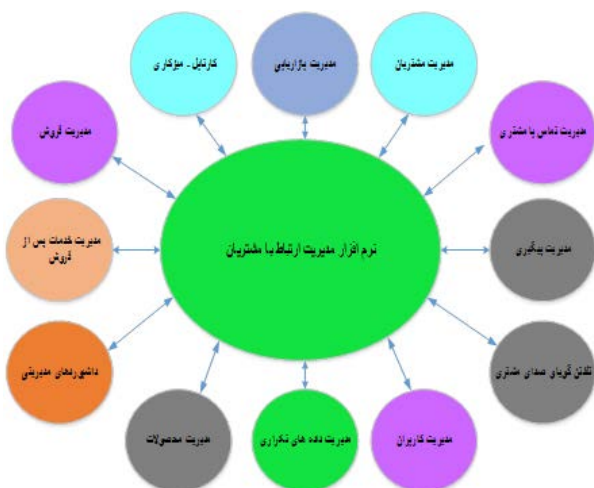 مدیریت مشتریان
مدیریت بازاریابی
کارتابل - میزکاری
مدیریت تماس با مشتری
مدیریت فروش
نرم افزار مدیریت ارتباط با مشتریان
مدیریت پیگیری
مدیریت خدمات پس از
فروش
تلفتن گویای صدای مشتری
داشبوردهای مدیریتی
مدیریت کاربران
مدیریت داده های تکراری
مدیریت محصولات